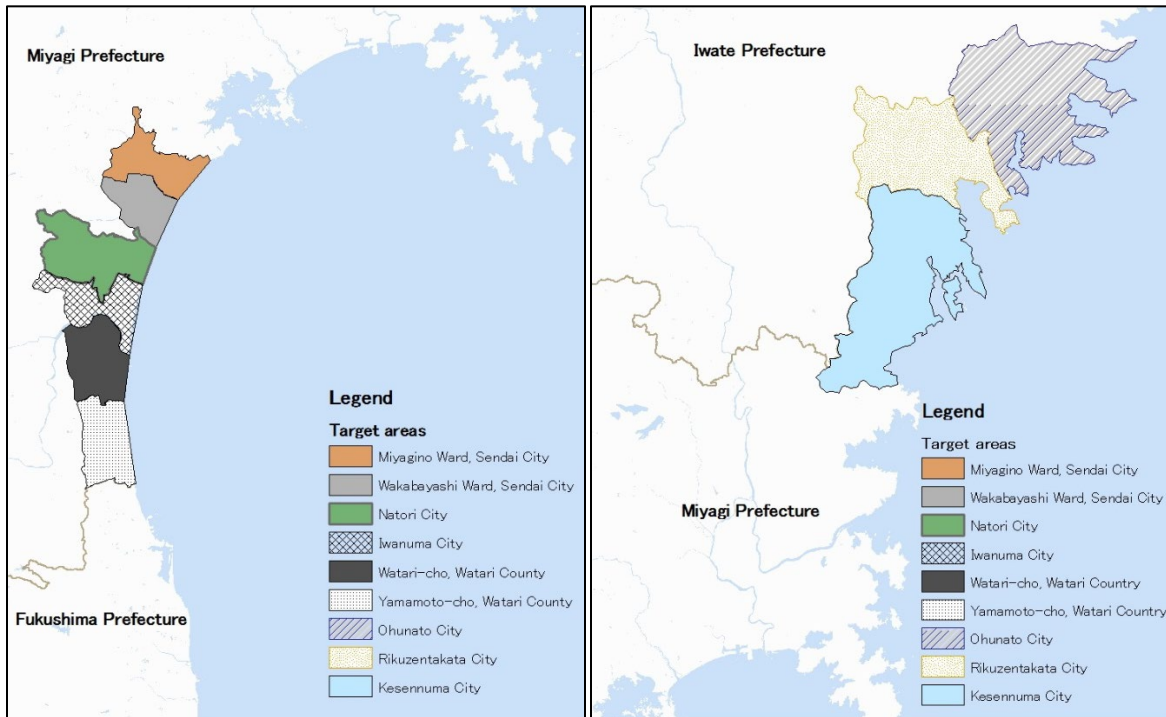 Miyagi Prefecture
Legend
Target areas
Miyagino Ward, Sendai City
Wakabayashi Ward, Sendai City
Natori City
Iwanuma City
Watari-cho, Watari County
Yamamoto-cho, Watari County
Ohunato City
Rikuzentakata City
Kesennuma City
Fukushima Prefecture
Iwate Prefecture
Legend
Target areas
Miyagino Ward, Sendai City
Wakabayashi Ward, Sendai City
Natori City
Iwanuma City
Watari-cho, Watari Country
Yamamoto-cho, Watari Country
Ohunato City
Rikuzentakata City
Kesennuma City
Miyagi Prefecture